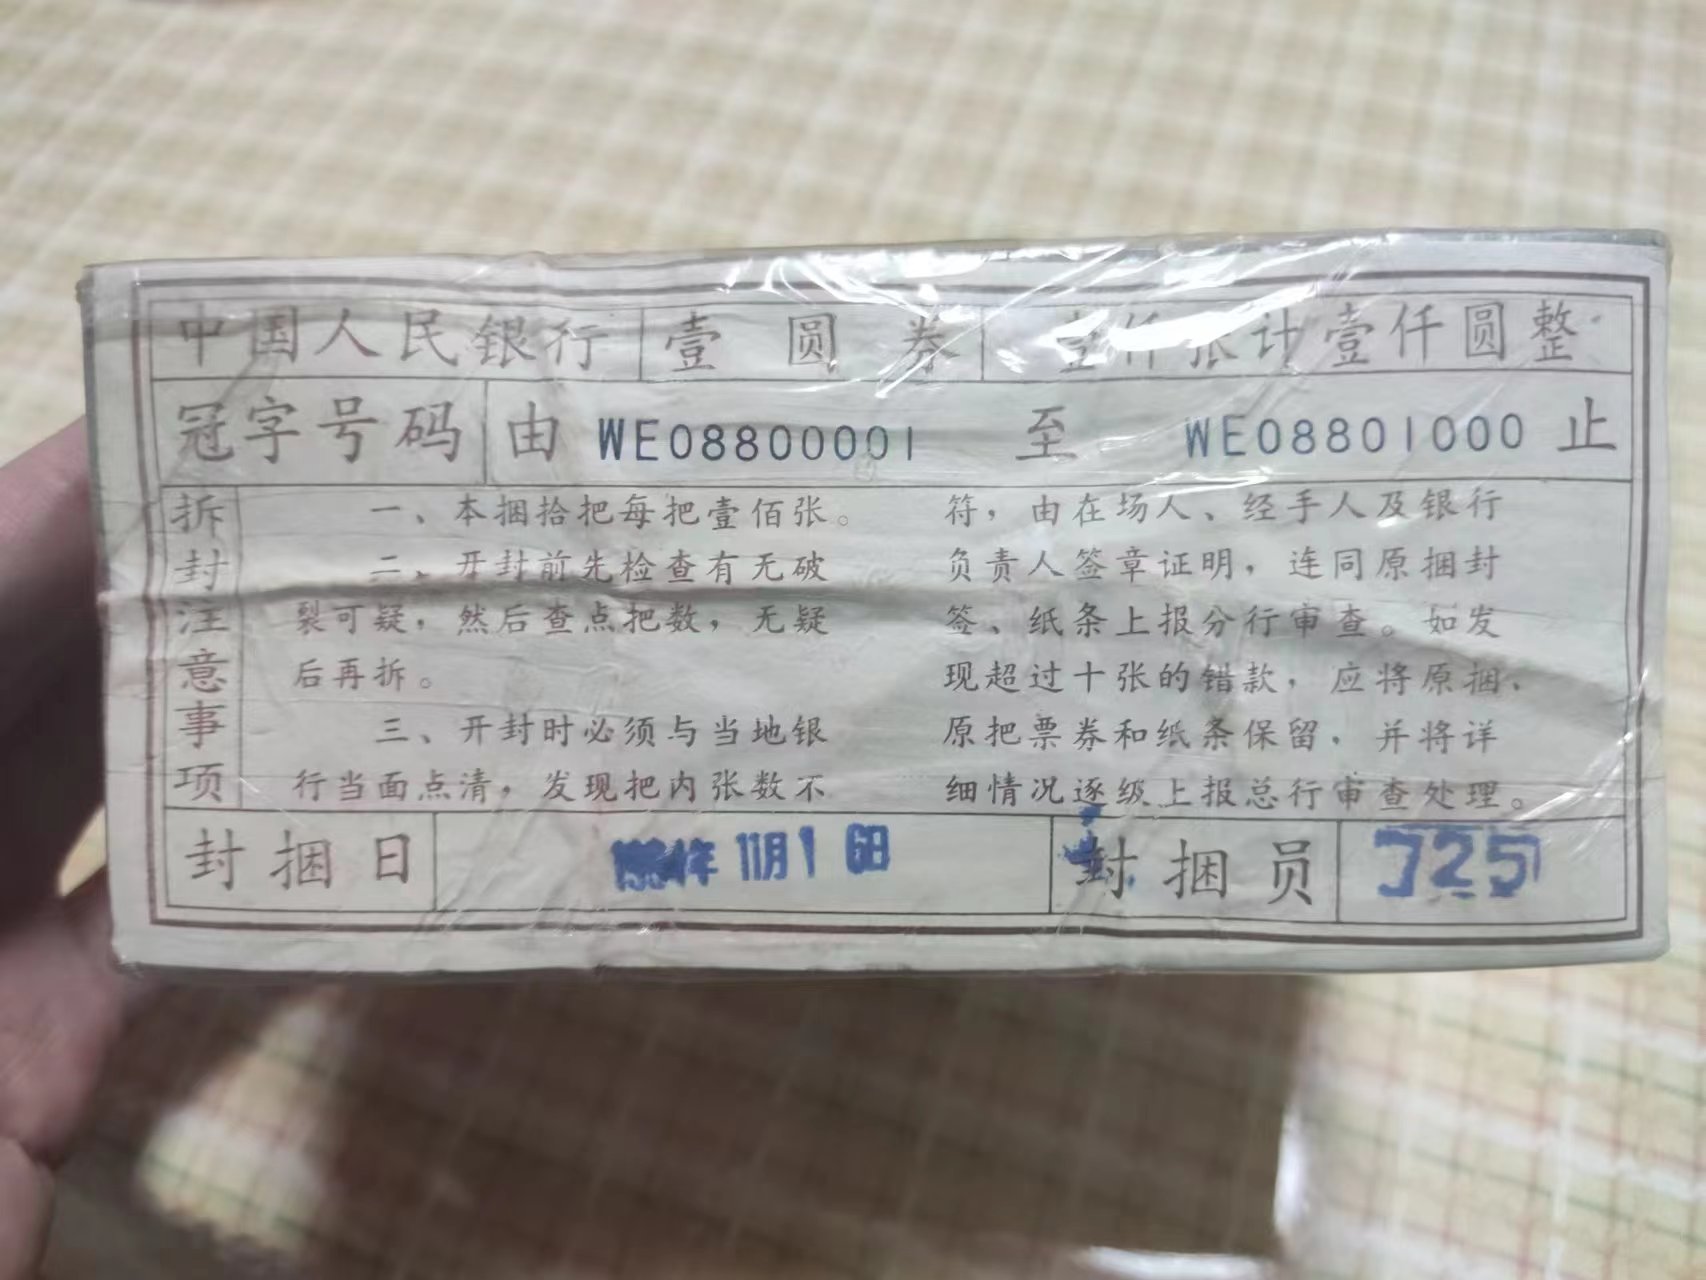 中国人民银行 壹圆券 壹仟张计壹仟圆整
冠字号码 由 WE08800001 至 WE08801000 止
拆封注意事项
一、本捆拾把每把壹佰张。
二、开封前先检查有无破
裂可疑，然后查点把数，无疑
后再拆。
三、开封时必须与当地银
行当面点清，发现把内张数不
符，由在场人、经手人及银行
负责人签章证明，连同原捆封
签、纸条上报分行审查。如发
现超过十张的错款，应将原捆、
原把票券和纸条保留，并将详
细情况逐级上报总行审查处理。
封捆日 年11月16日 封捆员 325